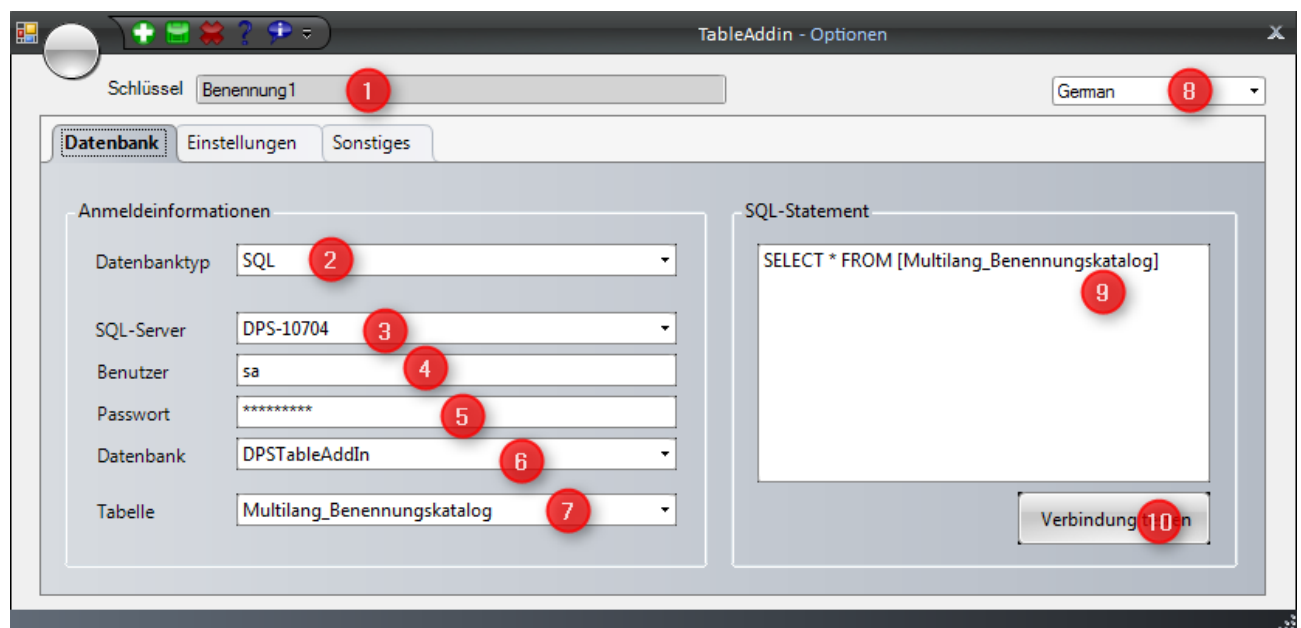 TableAddin - Optionen
Schlüssel Benennung1 1 German 8
Datenbank Einstellungen Sonstiges
Anmeldeinformationen SQL-Statement
Datenbanktyp SQL 2 SELECT * FROM [Multilang_Benennungskatalog]
9
SQL-Server DPS-10704 3
Benutzer sa 4
Passwort ********* 5
Datenbank DPSTableAddIn 6
Tabelle Multilang_Benennungskatalog 7 Verbindung 10